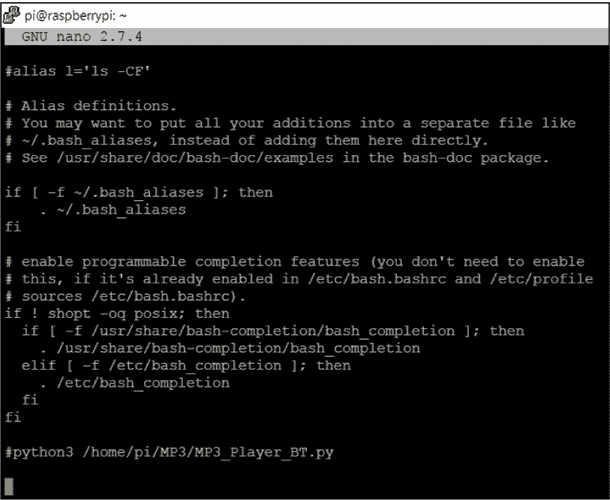 pi@raspberrypi: ~
GNU nano 2.7.4
#alias l='ls -CF'
# Alias definitions.
# You may want to put all your additions into a separate file like
# ~/.bash_aliases, instead of adding them here directly.
# See /usr/share/doc/bash-doc/examples in the bash-doc package.
if [ -f ~/.bash_aliases ]; then
    . ~/.bash_aliases
fi
# enable programmable completion features (you don't need to enable
# this, if it's already enabled in /etc/bash.bashrc and /etc/profile
# sources /etc/bash.bashrc).
if ! shopt -oq posix; then
  if [ -f /usr/share/bash-completion/bash_completion ]; then
    . /usr/share/bash-completion/bash_completion
  elif [ -f /etc/bash_completion ]; then
    . /etc/bash_completion
  fi
fi
#python3 /home/pi/MP3/MP3_Player_BT.py